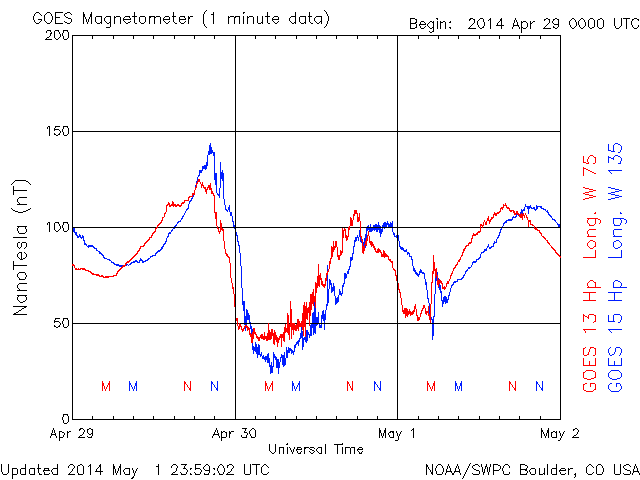 GOES Magnetometer (1 minute data)
Begin: 2014 Apr 29 0000 UTC
200
150
100
50
0
NanoTesla (nT)
M M N N M M N N M M N N
Apr 29 Apr 30 May 1 May 2
Universal Time
GOES 13 Hp Long. W 75
GOES 15 Hp Long. W 135
Updated 2014 May 1 23:59:02 UTC
NOAA/SWPC Boulder, CO USA